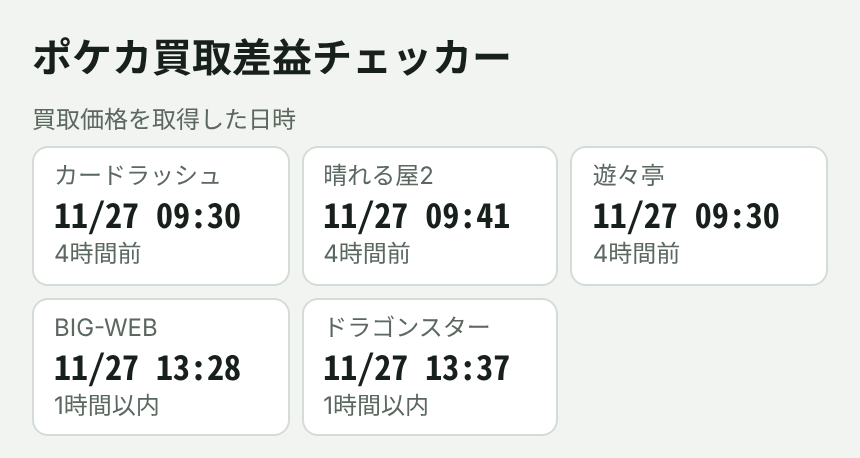 ポケカ買取差益チェッカー
買取価格を取得した日時
カードラッシュ
11/27 09:30
4時間前
晴れる屋2
11/27 09:41
4時間前
遊々亭
11/27 09:30
4時間前
BIG-WEB
11/27 13:28
1時間以内
ドラゴンスター
11/27 13:37
1時間以内